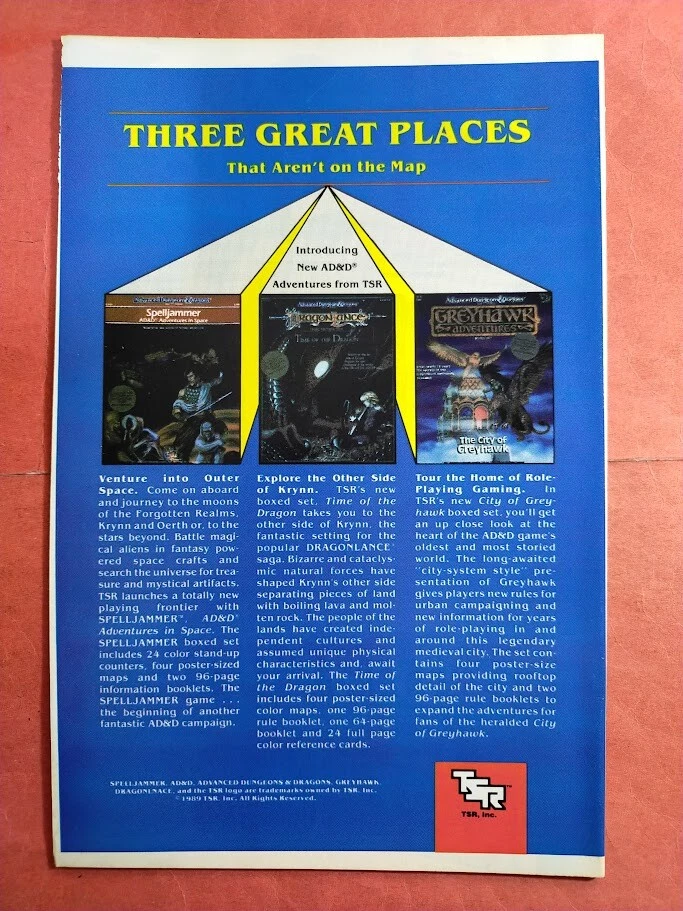 THREE GREAT PLACES
That Aren't on the Map
Introducing
New AD&D®
Adventures from TSR
Advanced Dungeons & Dragons
Spelljammer
AD&D Adventures in Space
Advanced Dungeons & Dragons
DRAGONLANCE
TIME OF THE DRAGON
Advanced Dungeons & Dragons
GREYHAWK
ADVENTURES
The City of
Greyhawk
Venture into Outer
Space. Come on aboard
and journey to the moons
of the Forgotten Realms,
Krynn and Oerth or, to the
stars beyond. Battle magi-
cal aliens in fantasy pow-
ered space crafts and
search the universe for trea-
sure and mystical artifacts.
TSR launches a totally new
playing frontier with
SPELLJAMMER™, AD&D®
Adventures in Space. The
SPELLJAMMER boxed set
includes 24 color stand-up
counters, four poster-sized
maps and two 96-page
information booklets. The
SPELLJAMMER game . . .
the beginning of another
fantastic AD&D campaign.
Explore the Other Side
of Krynn. TSR's new
boxed set, Time of the
Dragon takes you to the
other side of Krynn, the
fantastic setting for the
popular DRAGONLANCE
saga. Bizarre and cataclys-
mic natural forces have
shaped Krynn's other side
separating pieces of land
with boiling lava and mol-
ten rock. The people of the
lands have created inde-
pendent cultures and
assumed unique physical
characteristics and, await
your arrival. The Time of
the Dragon boxed set
includes four poster-sized
color maps, one 96-page
rule booklet, one 64-page
booklet and 24 full page
color reference cards.
Tour the Home of Role-
Playing Gaming. In
TSR's new City of Grey-
hawk boxed set, you'll get
an up close look at the
heart of the AD&D game's
oldest and most storied
world. The long-awaited
"city-system style" pre-
sentation of Greyhawk
gives players new rules for
urban campaigning and
new information for years
of role-playing in and
around this legendary
medieval city. The set con-
tains four poster-size
maps providing rooftop
detail of the city and two
96-page rule booklets to
expand the adventures for
fans of the heralded City
of Greyhawk.
SPELLJAMMER, AD&D, ADVANCED DUNGEONS & DRAGONS, GREYHAWK,
DRAGONLNACE, and the TSR logo are trademarks owned by TSR, Inc.
©1989 TSR, Inc. All Rights Reserved.
TSR™
TSR, Inc.